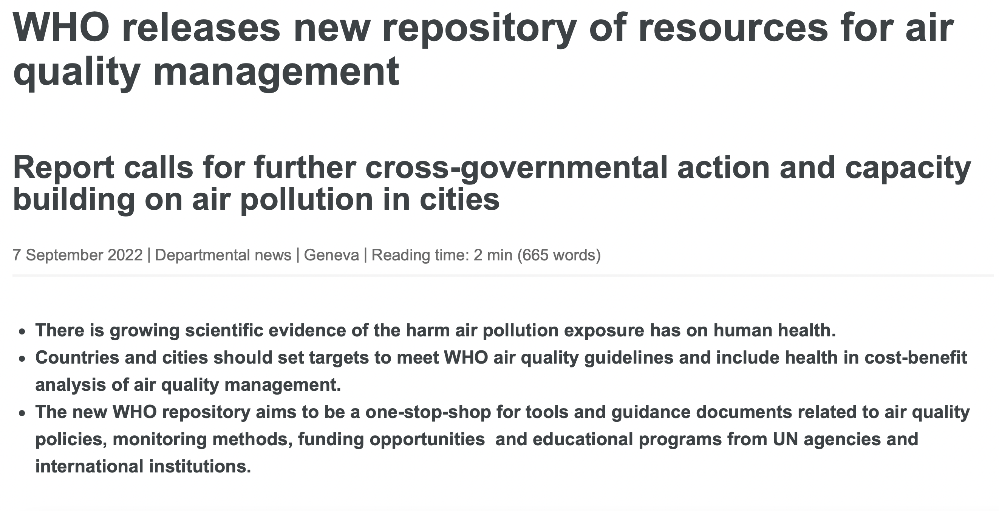 WHO releases new repository of resources for air
quality management
Report calls for further cross-governmental action and capacity
building on air pollution in cities
7 September 2022 | Departmental news | Geneva | Reading time: 2 min (665 words)
• There is growing scientific evidence of the harm air pollution exposure has on human health.
• Countries and cities should set targets to meet WHO air quality guidelines and include health in cost-benefit
analysis of air quality management.
• The new WHO repository aims to be a one-stop-shop for tools and guidance documents related to air quality
policies, monitoring methods, funding opportunities  and educational programs from UN agencies and
international institutions.